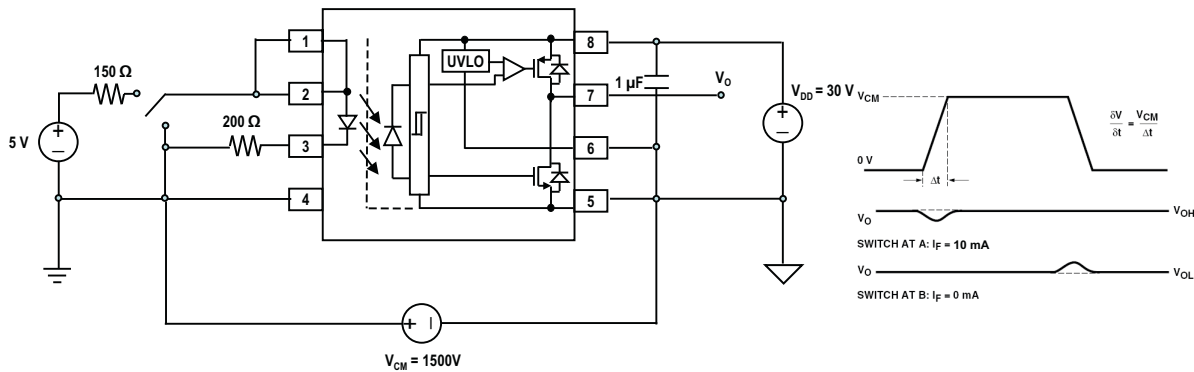 150 Ω
5 V
200 Ω
1
2
3
4
UVLO
8
7
6
5
1 µF
VO
VDD = 30 V
VCM = 1500V
VCM
0 V
Δt
δV
δt
=
VCM
Δt
VO
VOH
SWITCH AT A: IF = 10 mA
VO
VOL
SWITCH AT B: IF = 0 mA